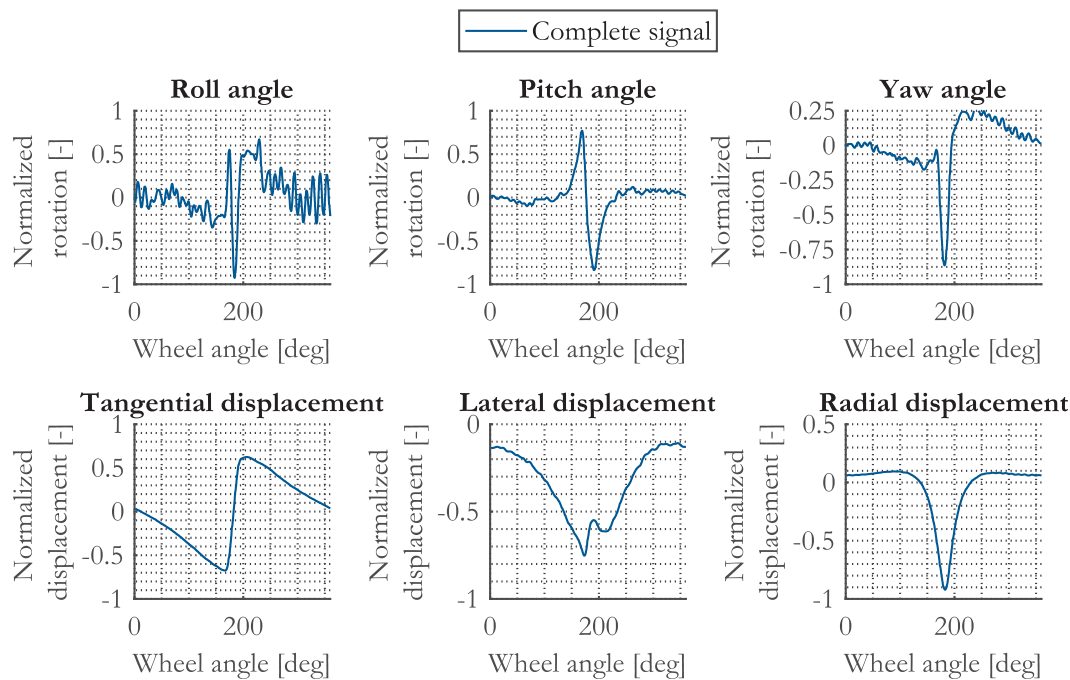 Complete signal
Roll angle
Normalized
rotation [-]
1
0.5
0
-0.5
-1
0 200
Wheel angle [deg]
Pitch angle
Normalized
rotation [-]
1
0.5
0
-0.5
-1
0 200
Wheel angle [deg]
Yaw angle
Normalized
rotation [-]
0.25
0
-0.25
-0.5
-0.75
-1
0 200
Wheel angle [deg]
Tangential displacement
Normalized
displacement [-]
1
0.5
0
-0.5
-1
0 200
Wheel angle [deg]
Lateral displacement
Normalized
displacement [-]
0
-0.5
-1
0 200
Wheel angle [deg]
Radial displacement
Normalized
displacement [-]
0.5
0
-0.5
-1
0 200
Wheel angle [deg]